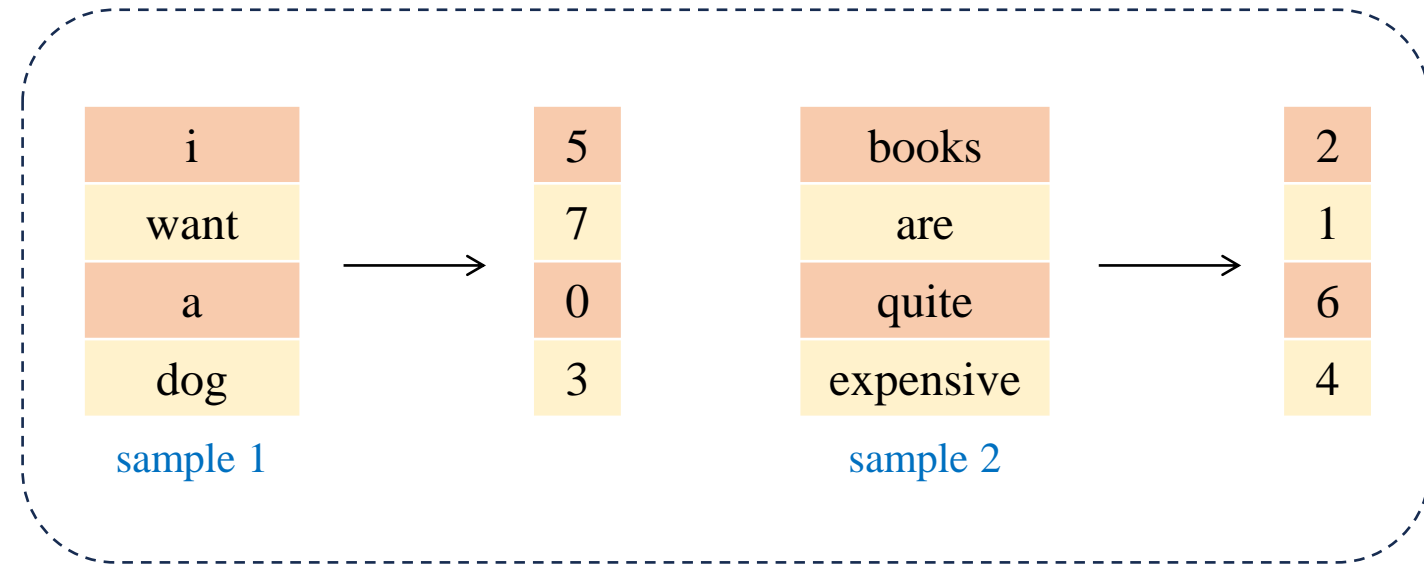 i 5 books 2
want 7 are 1
a 0 quite 6
dog 3 expensive 4
sample 1 sample 2